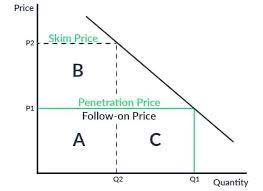 Price
P2
Skim Price
B
P1
Penetration Price
Follow-on Price
A
C
Q2
Q1
Quantity